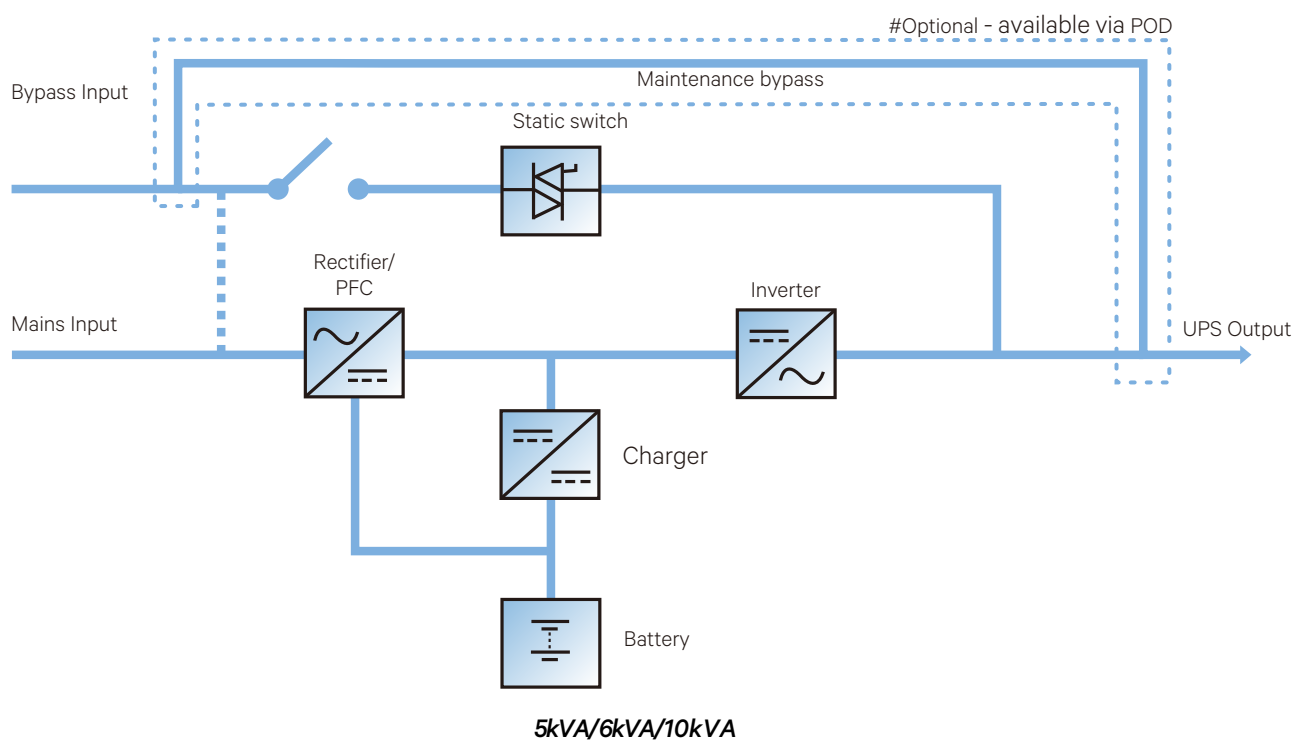 #Optional - available via POD
Bypass Input
Maintenance bypass
Static switch
Rectifier/
PFC
Inverter
Mains Input
UPS Output
Charger
Battery
5kVA/6kVA/10kVA